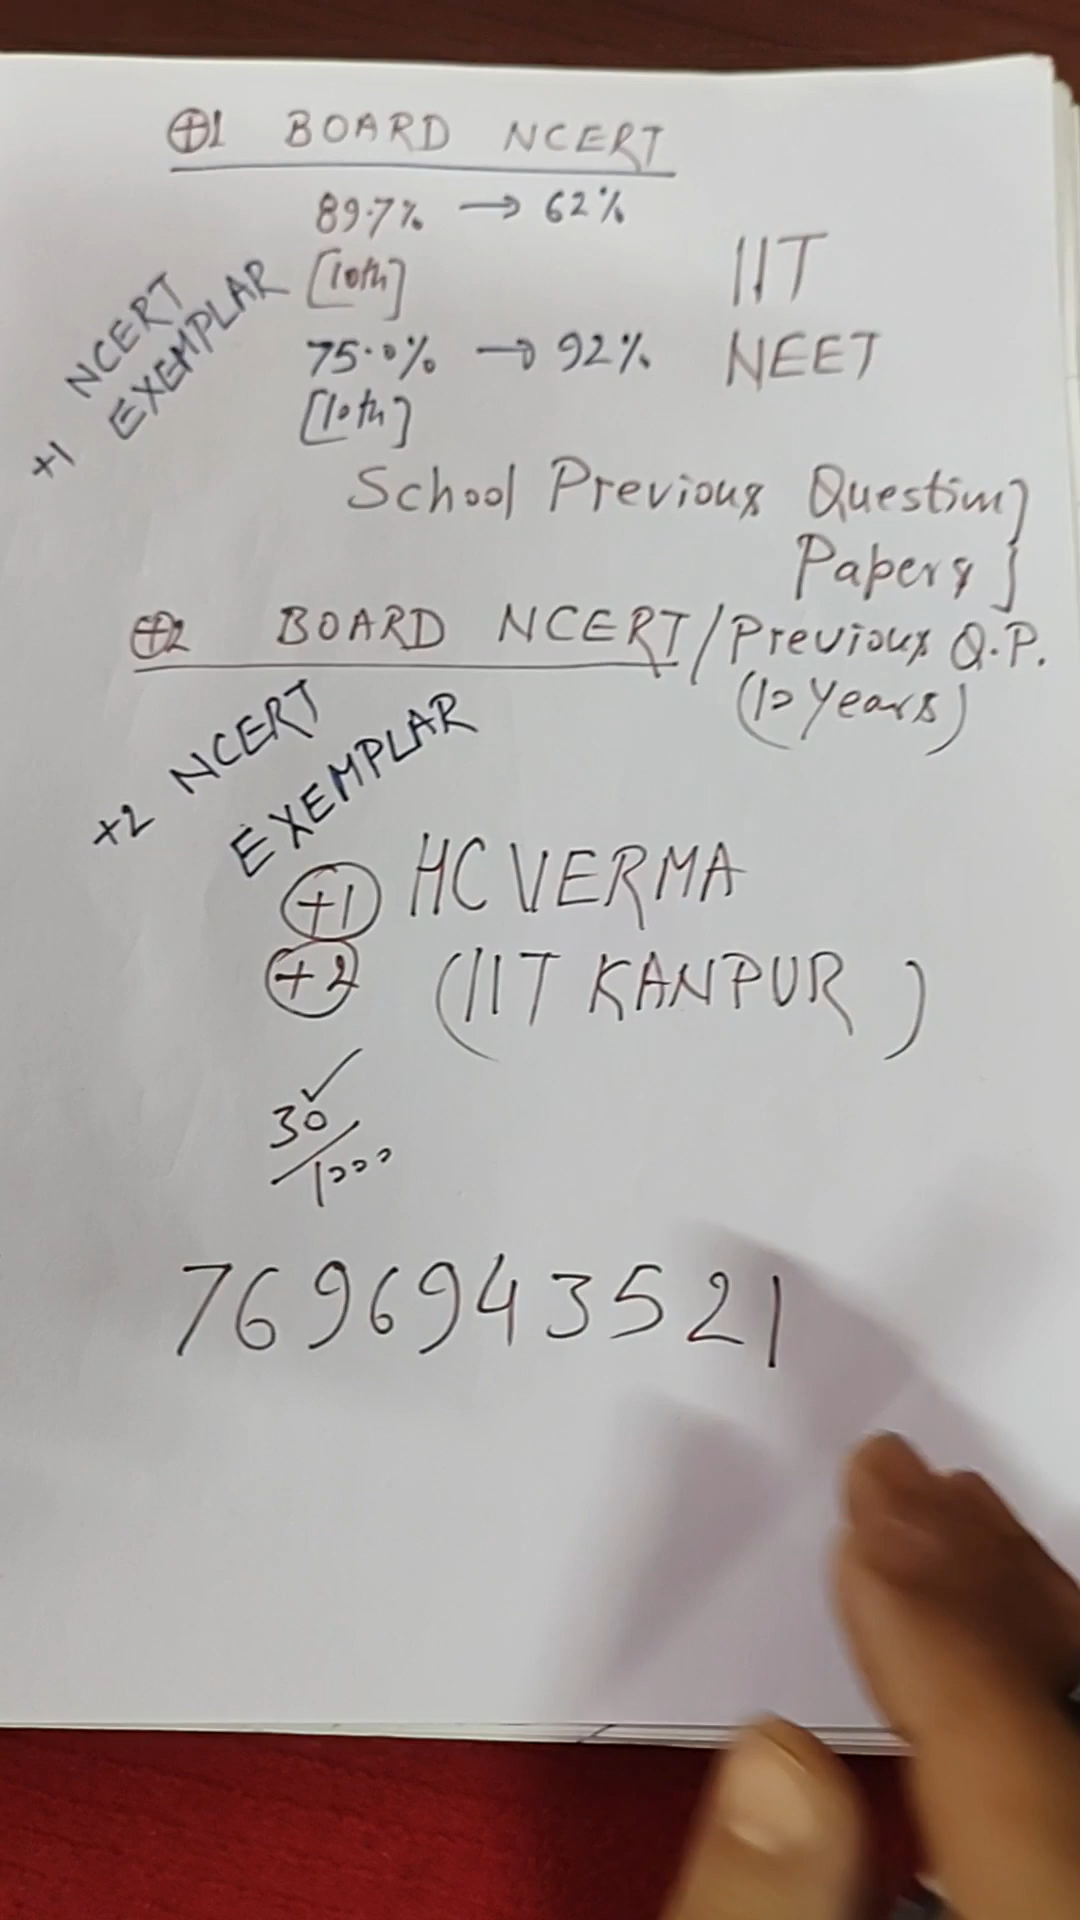 +1 BOARD NCERT
89.7% → 62%
[10th]
IIT
75.0% → 92%
NEET
[10th]
+1 NCERT
EXEMPLAR
School Previous Question
Papers]
+2 BOARD NCERT/Previous Q.P.
(10 Years)
+2 NCERT
EXEMPLAR
+1 HC VERMA
+2 (IIT KANPUR)
30✓
/1000
7696943521